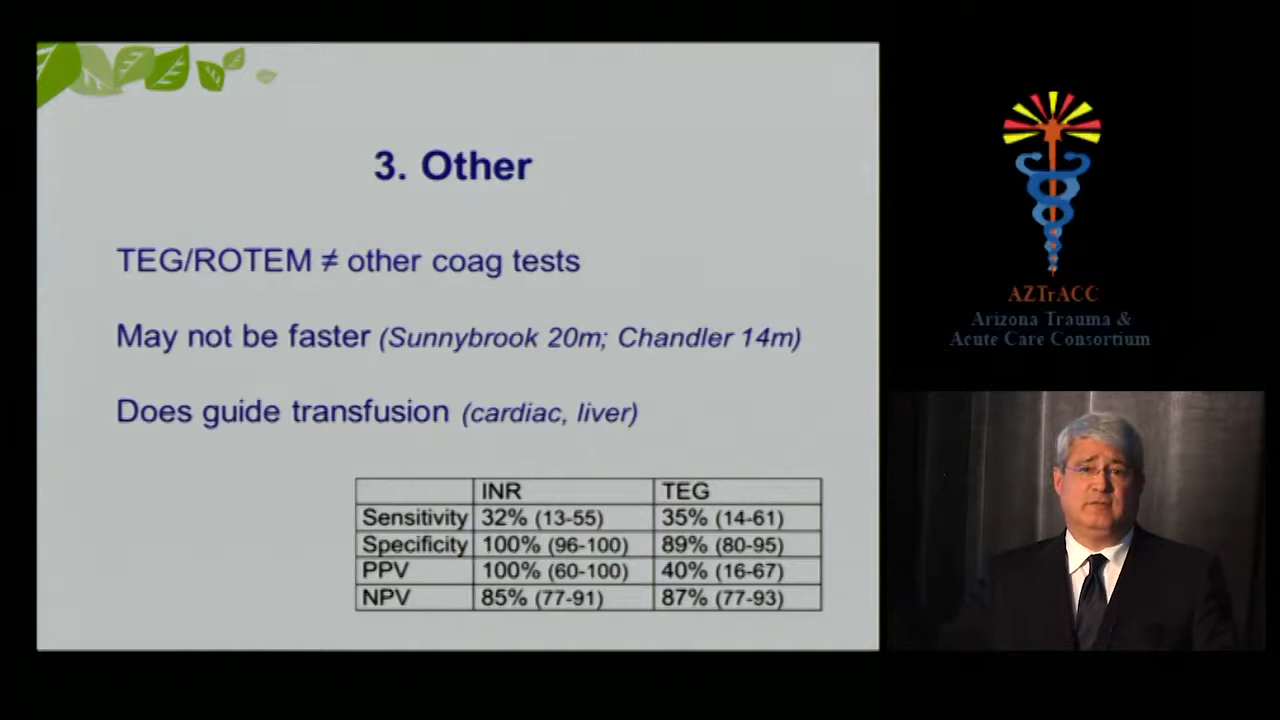 3. Other
TEG/ROTEM ≠ other coag tests
May not be faster (Sunnybrook 20m; Chandler 14m)
Does guide transfusion (cardiac, liver)
INR TEG
Sensitivity 32% (13-55) 35% (14-61)
Specificity 100% (96-100) 89% (80-95)
PPV 100% (60-100) 40% (16-67)
NPV 85% (77-91) 87% (77-93)
AZTrACC
Arizona Trauma &
Acute Care Consortium